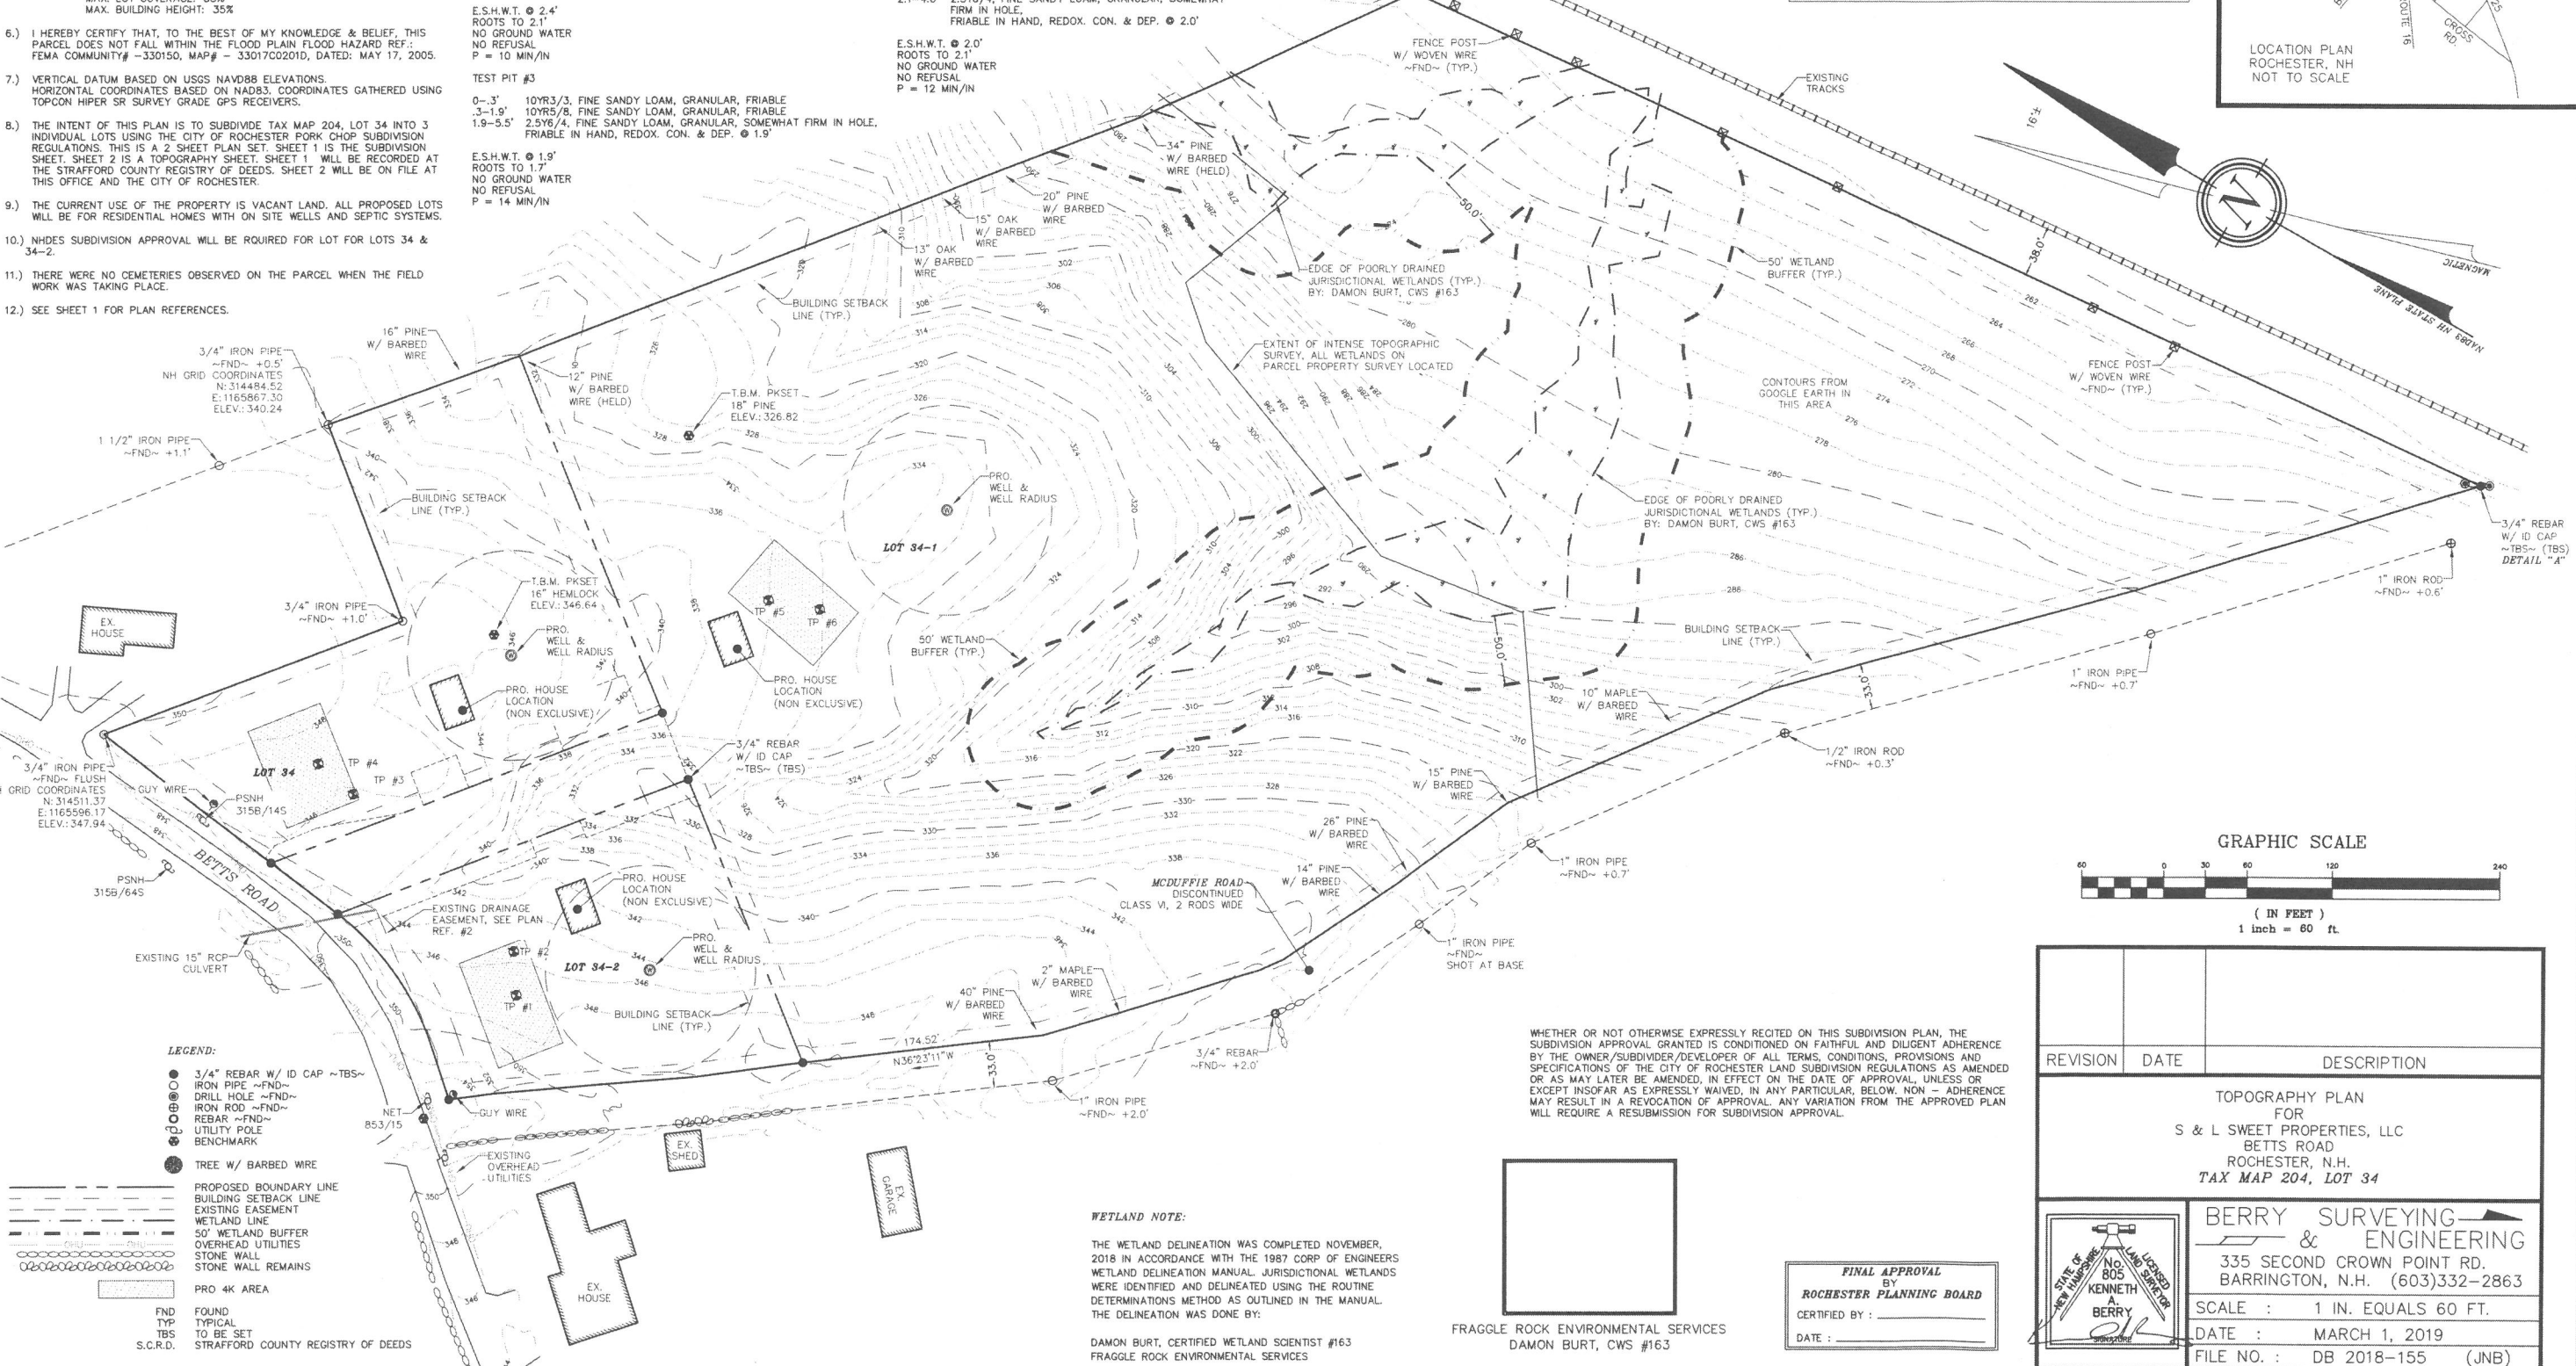 MAX. BUILDING HEIGHT: 35%
6.) I HEREBY CERTIFY THAT, TO THE BEST OF MY KNOWLEDGE & BELIEF, THIS
PARCEL DOES NOT FALL WITHIN THE FLOOD PLAIN FLOOD HAZARD REF.:
FEMA COMMUNITY# -330150, MAP# - 33017C0201D, DATED: MAY 17, 2005.
7.) VERTICAL DATUM BASED ON USGS NAVD88 ELEVATIONS.
HORIZONTAL COORDINATES BASED ON NAD83. COORDINATES GATHERED USING
TOPCON HIPER SR SURVEY GRADE GPS RECEIVERS.
8.) THE INTENT OF THIS PLAN IS TO SUBDIVIDE TAX MAP 204, LOT 34 INTO 3
INDIVIDUAL LOTS USING THE CITY OF ROCHESTER PORK CHOP SUBDIVISION
REGULATIONS. THIS IS A 2 SHEET PLAN SET. SHEET 1 IS THE SUBDIVISION
SHEET. SHEET 2 IS A TOPOGRAPHY SHEET. SHEET 1 WILL BE RECORDED AT
THE STRAFFORD COUNTY REGISTRY OF DEEDS. SHEET 2 WILL BE ON FILE AT
THIS OFFICE AND THE CITY OF ROCHESTER.
9.) THE CURRENT USE OF THE PROPERTY IS VACANT LAND. ALL PROPOSED LOTS
WILL BE FOR RESIDENTIAL HOMES WITH ON SITE WELLS AND SEPTIC SYSTEMS.
10.) NHDES SUBDIVISION APPROVAL WILL BE RQUIRED FOR LOT FOR LOTS 34 &
34-2.
11.) THERE WERE NO CEMETERIES OBSERVED ON THE PARCEL WHEN THE FIELD
WORK WAS TAKING PLACE.
12.) SEE SHEET 1 FOR PLAN REFERENCES.
E.S.H.W.T. @ 2.4'
ROOTS TO 2.1'
NO GROUND WATER
NO REFUSAL
P = 10 MIN/IN
TEST PIT #3
0-.3' 10YR3/3, FINE SANDY LOAM, GRANULAR, FRIABLE
.3-1.9' 10YR5/8, FINE SANDY LOAM, GRANULAR, FRIABLE
1.9-5.5' 2.5Y6/4, FINE SANDY LOAM, GRANULAR, SOMEWHAT FIRM IN HOLE,
FRIABLE IN HAND, REDOX. CON. & DEP. @ 1.9'
E.S.H.W.T. @ 1.9'
ROOTS TO 1.7'
NO GROUND WATER
NO REFUSAL
P = 14 MIN/IN
FIRM IN HOLE,
FRIABLE IN HAND, REDOX. CON. & DEP. @ 2.0'
E.S.H.W.T. @ 2.0'
ROOTS TO 2.1'
NO GROUND WATER
NO REFUSAL
P = 12 MIN/IN
ROUTE 16
CROSS
RD.
LOCATION PLAN
ROCHESTER, NH
NOT TO SCALE
FENCE POST
W/ WOVEN WIRE
~FND~ (TYP.)
EXISTING
TRACKS
16'±
N
MAGNETIC
NAD83 NH STATE PLANE
34" PINE
W/ BARBED
WIRE (HELD)
20" PINE
W/ BARBED
WIRE
15" OAK
W/ BARBED
WIRE
13" OAK
W/ BARBED
WIRE
BUILDING SETBACK
LINE (TYP.)
50.0'
38.0'
50' WETLAND
BUFFER (TYP.)
EDGE OF POORLY DRAINED
JURISDICTIONAL WETLANDS (TYP.)
BY: DAMON BURT, CWS #163
EXTENT OF INTENSE TOPOGRAPHIC
SURVEY, ALL WETLANDS ON
PARCEL PROPERTY SURVEY LOCATED
CONTOURS FROM
GOOGLE EARTH IN
THIS AREA
FENCE POST
W/ WOVEN WIRE
~FND~ (TYP.)
16" PINE
W/ BARBED
WIRE
3/4" IRON PIPE
~FND~ +0.5'
NH GRID COORDINATES
N: 314484.52
E: 1165867.30
ELEV.: 340.24
1 1/2" IRON PIPE
~FND~ +1.1'
12" PINE
W/ BARBED
WIRE (HELD)
T.B.M. PKSET
18" PINE
ELEV.: 326.82
PRO.
WELL &
WELL RADIUS
LOT 34-1
BUILDING SETBACK
LINE (TYP.)
EDGE OF POORLY DRAINED
JURISDICTIONAL WETLANDS (TYP.)
BY: DAMON BURT, CWS #163
3/4" REBAR
W/ ID CAP
~TBS~ (TBS)
DETAIL "A"
1" IRON ROD
~FND~ +0.6'
T.B.M. PKSET
16" HEMLOCK
ELEV.: 346.64
3/4" IRON PIPE
~FND~ +1.0'
EX.
HOUSE
PRO.
WELL &
WELL RADIUS
TP #5
TP #6
50' WETLAND
BUFFER (TYP.)
50.0'
BUILDING SETBACK
LINE (TYP.)
1" IRON PIPE
~FND~ +0.7'
33.0'
PRO. HOUSE
LOCATION
(NON EXCLUSIVE)
PRO. HOUSE
LOCATION
(NON EXCLUSIVE)
10" MAPLE
W/ BARBED
WIRE
1/2" IRON ROD
~FND~ +0.3'
3/4" REBAR
W/ ID CAP
~TBS~ (TBS)
3/4" IRON PIPE
~FND~ FLUSH
GRID COORDINATES
N: 314511.37
E: 1165596.17
ELEV.: 347.94
LOT 34
TP #4
TP #3
GUY WIRE
PSNH
315B/14S
BETTS ROAD
PSNH
315B/64S
EXISTING 15" RCP
CULVERT
EXISTING DRAINAGE
EASEMENT, SEE PLAN
REF. #2
PRO. HOUSE
LOCATION
(NON EXCLUSIVE)
TP #2
TP #1
LOT 34-2
PRO.
WELL &
WELL RADIUS
BUILDING SETBACK
LINE (TYP.)
15" PINE
W/ BARBED
WIRE
26" PINE
W/ BARBED
WIRE
14" PINE
W/ BARBED
WIRE
MCDUFFIE ROAD
DISCONTINUED
CLASS VI, 2 RODS WIDE
1" IRON PIPE
~FND~ +0.7'
1" IRON PIPE
~FND~
SHOT AT BASE
2" MAPLE
W/ BARBED
WIRE
40" PINE
W/ BARBED
WIRE
174.52'
N36°23'11"W
33.0'
3/4" REBAR
~FND~ +2.0'
1" IRON PIPE
~FND~ +2.0'
NET
853/15
GUY WIRE
EXISTING
OVERHEAD
UTILITIES
EX.
SHED
EX.
GARAGE
EX.
HOUSE
GRAPHIC SCALE
60 0 30 60 120 240
( IN FEET )
1 inch = 60 ft.
LEGEND:
3/4" REBAR W/ ID CAP ~TBS~
IRON PIPE ~FND~
DRILL HOLE ~FND~
IRON ROD ~FND~
REBAR ~FND~
UTILITY POLE
BENCHMARK
TREE W/ BARBED WIRE
PROPOSED BOUNDARY LINE
BUILDING SETBACK LINE
EXISTING EASEMENT
WETLAND LINE
50' WETLAND BUFFER
OVERHEAD UTILITIES
STONE WALL
STONE WALL REMAINS
PRO 4K AREA
FND FOUND
TYP TYPICAL
TBS TO BE SET
S.C.R.D. STRAFFORD COUNTY REGISTRY OF DEEDS
WETLAND NOTE:
THE WETLAND DELINEATION WAS COMPLETED NOVEMBER,
2018 IN ACCORDANCE WITH THE 1987 CORP OF ENGINEERS
WETLAND DELINEATION MANUAL. JURISDICTIONAL WETLANDS
WERE IDENTIFIED AND DELINEATED USING THE ROUTINE
DETERMINATIONS METHOD AS OUTLINED IN THE MANUAL.
THE DELINEATION WAS DONE BY:
DAMON BURT, CERTIFIED WETLAND SCIENTIST #163
FRAGGLE ROCK ENVIRONMENTAL SERVICES
WHETHER OR NOT OTHERWISE EXPRESSLY RECITED ON THIS SUBDIVISION PLAN, THE
SUBDIVISION APPROVAL GRANTED IS CONDITIONED ON FAITHFUL AND DILIGENT ADHERENCE
BY THE OWNER/SUBDIVIDER/DEVELOPER OF ALL TERMS, CONDITIONS, PROVISIONS AND
SPECIFICATIONS OF THE CITY OF ROCHESTER LAND SUBDIVISION REGULATIONS AS AMENDED
OR AS MAY LATER BE AMENDED, IN EFFECT ON THE DATE OF APPROVAL, UNLESS OR
EXCEPT INSOFAR AS EXPRESSLY WAIVED, IN ANY PARTICULAR, BELOW. NON - ADHERENCE
MAY RESULT IN A REVOCATION OF APPROVAL. ANY VARIATION FROM THE APPROVED PLAN
WILL REQUIRE A RESUBMISSION FOR SUBDIVISION APPROVAL.
FRAGGLE ROCK ENVIRONMENTAL SERVICES
DAMON BURT, CWS #163
FINAL APPROVAL
BY
ROCHESTER PLANNING BOARD
CERTIFIED BY :
DATE :
REVISION DATE DESCRIPTION
TOPOGRAPHY PLAN
FOR
S & L SWEET PROPERTIES, LLC
BETTS ROAD
ROCHESTER, N.H.
TAX MAP 204, LOT 34
STATE OF NEW HAMPSHIRE
LICENSED LAND SURVEYOR
No.
805
KENNETH
A.
BERRY
SIGNATURE
BERRY SURVEYING
& ENGINEERING
335 SECOND CROWN POINT RD.
BARRINGTON, N.H. (603)332-2863
SCALE : 1 IN. EQUALS 60 FT.
DATE : MARCH 1, 2019
FILE NO. : DB 2018-155 (JNB)